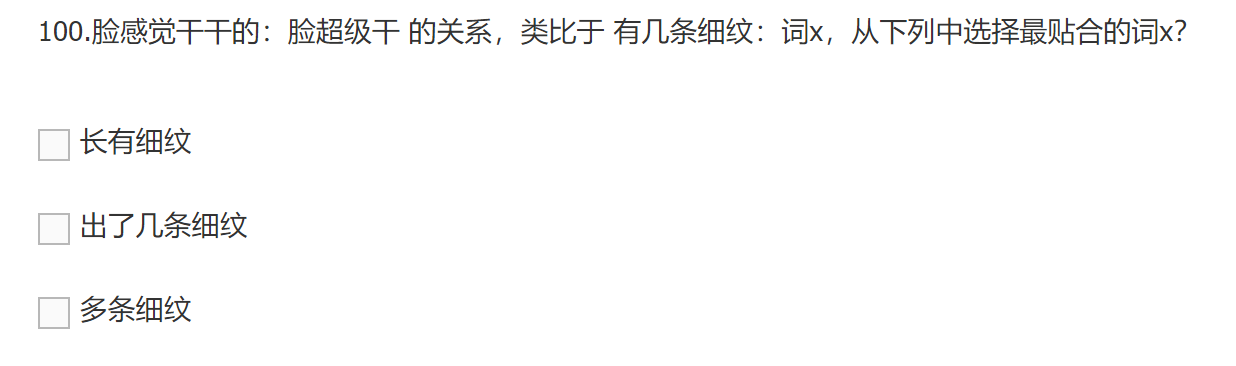 100.脸感觉干干的：脸超级干 的关系，类比于 有几条细纹：词x，从下列中选择最贴合的词x?
长有细纹
出了几条细纹
多条细纹